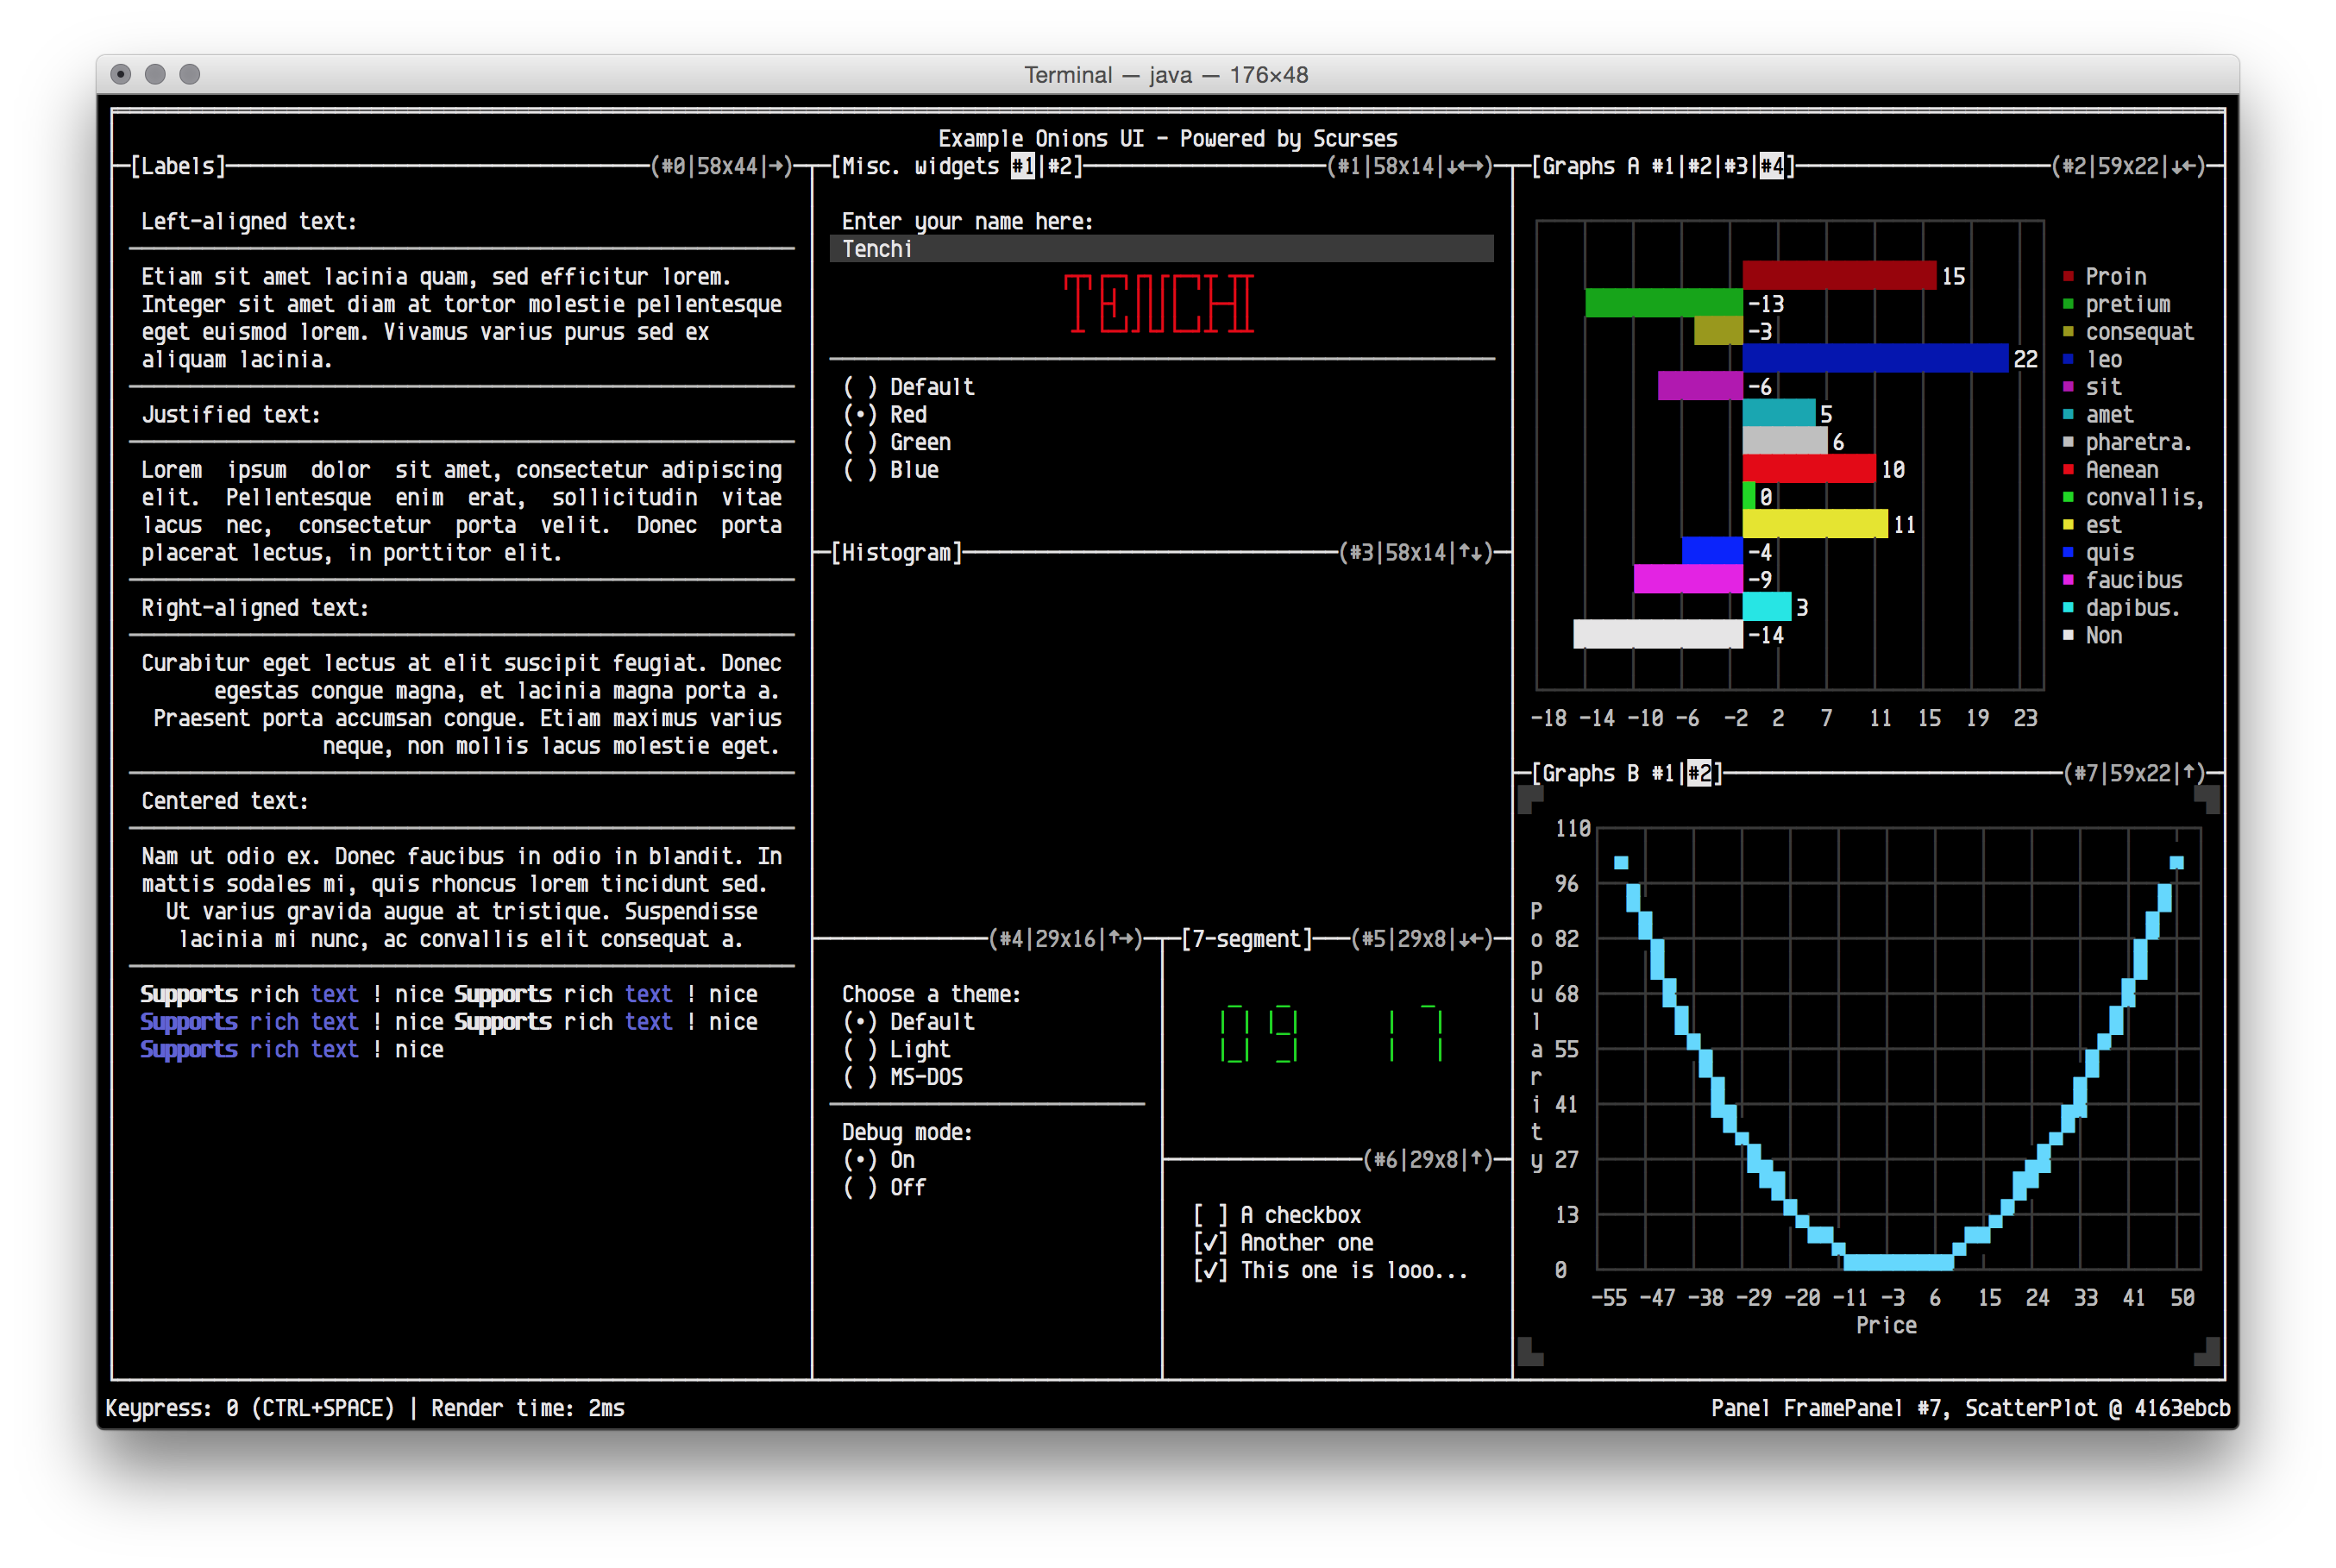 Terminal — java — 176×48
Example Onions UI - Powered by Scurses
[Labels]
(#0|58x44|→)
Left-aligned text:
Etiam sit amet lacinia quam, sed efficitur lorem.
Integer sit amet diam at tortor molestie pellentesque
eget euismod lorem. Vivamus varius purus sed ex
aliquam lacinia.
Justified text:
Lorem ipsum dolor sit amet, consectetur adipiscing
elit. Pellentesque enim erat, sollicitudin vitae
lacus nec, consectetur porta velit. Donec porta
placerat lectus, in porttitor elit.
Right-aligned text:
Curabitur eget lectus at elit suscipit feugiat. Donec
egestas congue magna, et lacinia magna porta a.
Praesent porta accumsan congue. Etiam maximus varius
neque, non mollis lacus molestie eget.
Centered text:
Nam ut odio ex. Donec faucibus in odio in blandit. In
mattis sodales mi, quis rhoncus lorem tincidunt sed.
Ut varius gravida augue at tristique. Suspendisse
lacinia mi nunc, ac convallis elit consequat a.
Supports rich text ! nice Supports rich text ! nice
Supports rich text ! nice Supports rich text ! nice
Supports rich text ! nice
[Misc. widgets #1|#2]
(#1|58x14|↓←→)
Enter your name here:
Tenchi
TENCHI
( ) Default
(•) Red
( ) Green
( ) Blue
[Histogram]
(#3|58x14|↑↓)
(#4|29x16|↑→)
Choose a theme:
(•) Default
( ) Light
( ) MS-DOS
Debug mode:
(•) On
( ) Off
[7-segment]
(#5|29x8|↓←)
09 17
(#6|29x8|↑)
[ ] A checkbox
[✓] Another one
[✓] This one is looo...
[Graphs A #1|#2|#3|#4]
(#2|59x22|↓←)
15
-13
-3
22
-6
5
6
10
0
11
-4
-9
3
-14
-18 -14 -10 -6 -2 2 7 11 15 19 23
Proin
pretium
consequat
leo
sit
amet
pharetra.
Aenean
convallis,
est
quis
faucibus
dapibus.
Non
[Graphs B #1|#2]
(#7|59x22|↑)
Popularity
110
96
82
68
55
41
27
13
0
-55 -47 -38 -29 -20 -11 -3 6 15 24 33 41 50
Price
Keypress: 0 (CTRL+SPACE) | Render time: 2ms
Panel FramePanel #7, ScatterPlot @ 4163ebcb